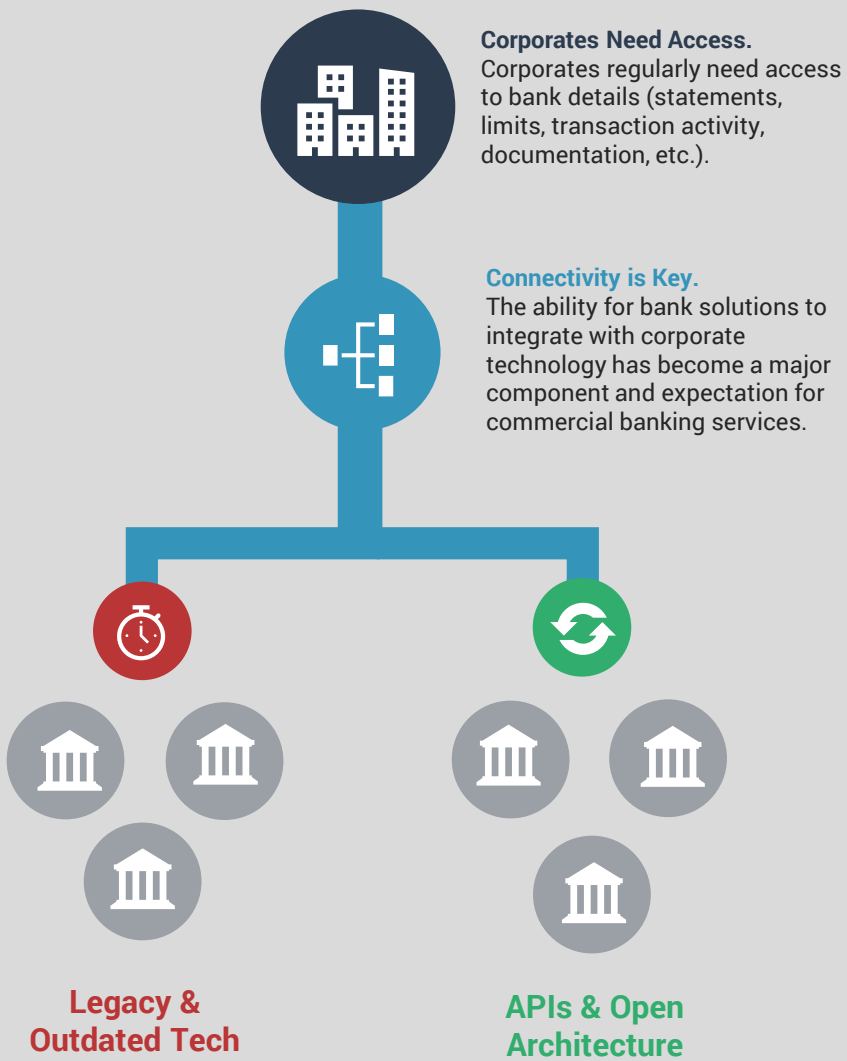 Corporates Need Access.
Corporates regularly need access
to bank details (statements,
limits, transaction activity,
documentation, etc.).
Connectivity is Key.
The ability for bank solutions to
integrate with corporate
technology has become a major
component and expectation for
commercial banking services.
Legacy &
Outdated Tech
APIs & Open
Architecture